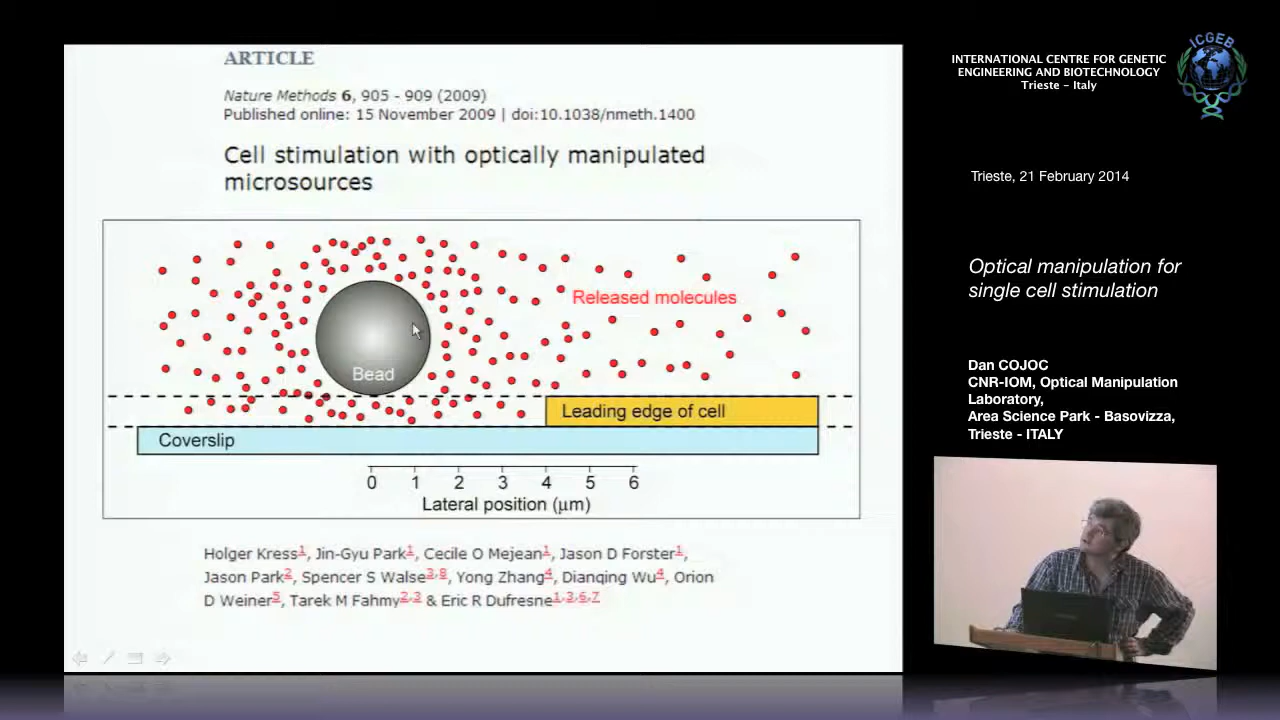 ARTICLE
Nature Methods 6, 905 - 909 (2009)
Published online: 15 November 2009 | doi:10.1038/nmeth.1400
Cell stimulation with optically manipulated
microsources
Released molecules
Bead
Leading edge of cell
Coverslip
0 1 2 3 4 5 6
Lateral position (μm)
Holger Kress1, Jin-Gyu Park1, Cecile O Mejean1, Jason D Forster1,
Jason Park2, Spencer S Walse3,8, Yong Zhang4, Dianqing Wu4, Orion
D Weiner5, Tarek M Fahmy2,3 & Eric R Dufresne1,3,6,7
INTERNATIONAL CENTRE FOR GENETIC
ENGINEERING AND BIOTECHNOLOGY
Trieste - Italy
ICGEB
Trieste, 21 February 2014
Optical manipulation for
single cell stimulation
Dan COJOC
CNR-IOM, Optical Manipulation
Laboratory,
Area Science Park - Basovizza,
Trieste - ITALY